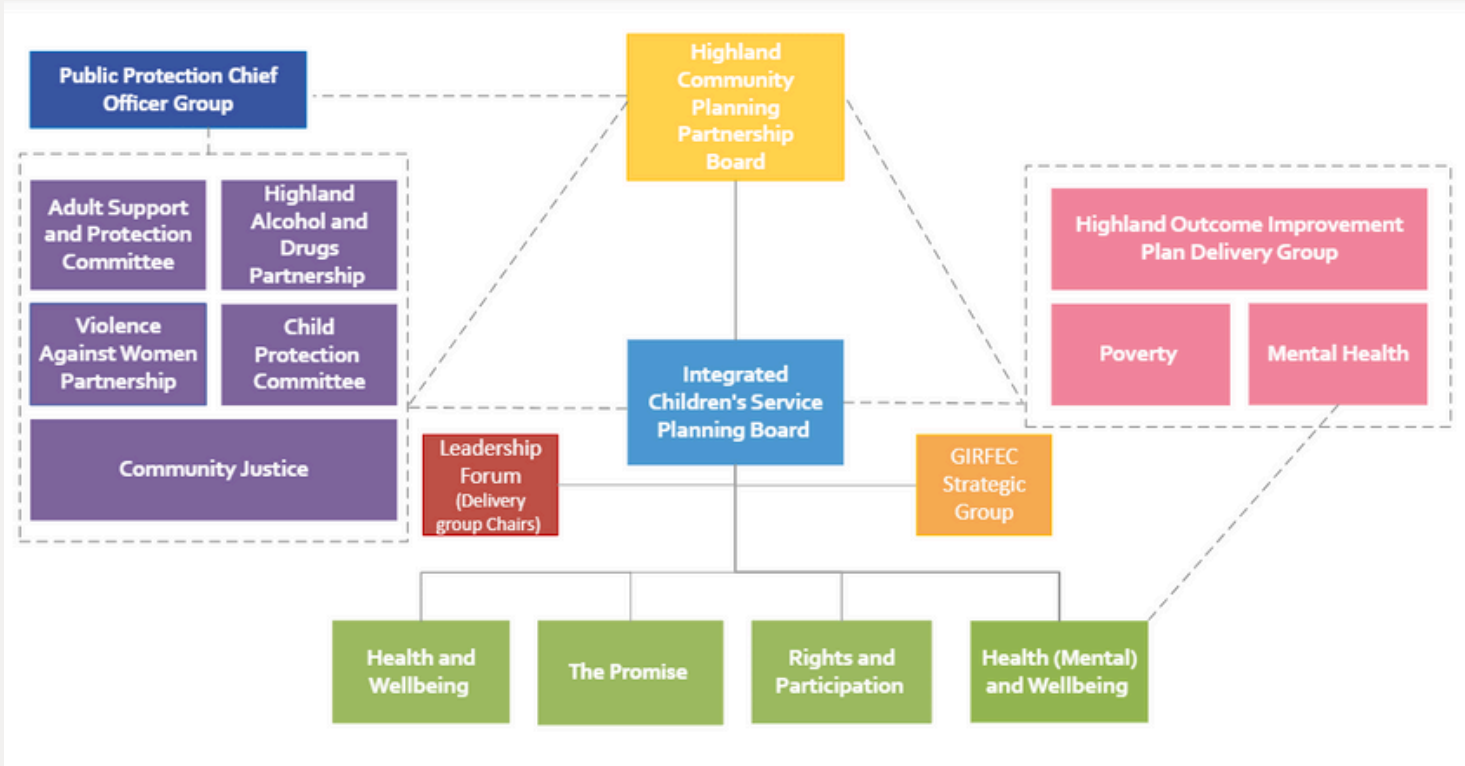 Public Protection Chief
Officer Group
Highland
Community
Planning
Partnership
Board
Adult Support
and Protection
Committee
Highland
Alcohol and
Drugs
Partnership
Violence
Against Women
Partnership
Child
Protection
Committee
Community Justice
Highland Outcome Improvement
Plan Delivery Group
Poverty
Mental Health
Integrated
Children's Service
Planning Board
Leadership
Forum
(Delivery
group Chairs)
GIRFEC
Strategic
Group
Health and
Wellbeing
The Promise
Rights and
Participation
Health (Mental)
and Wellbeing